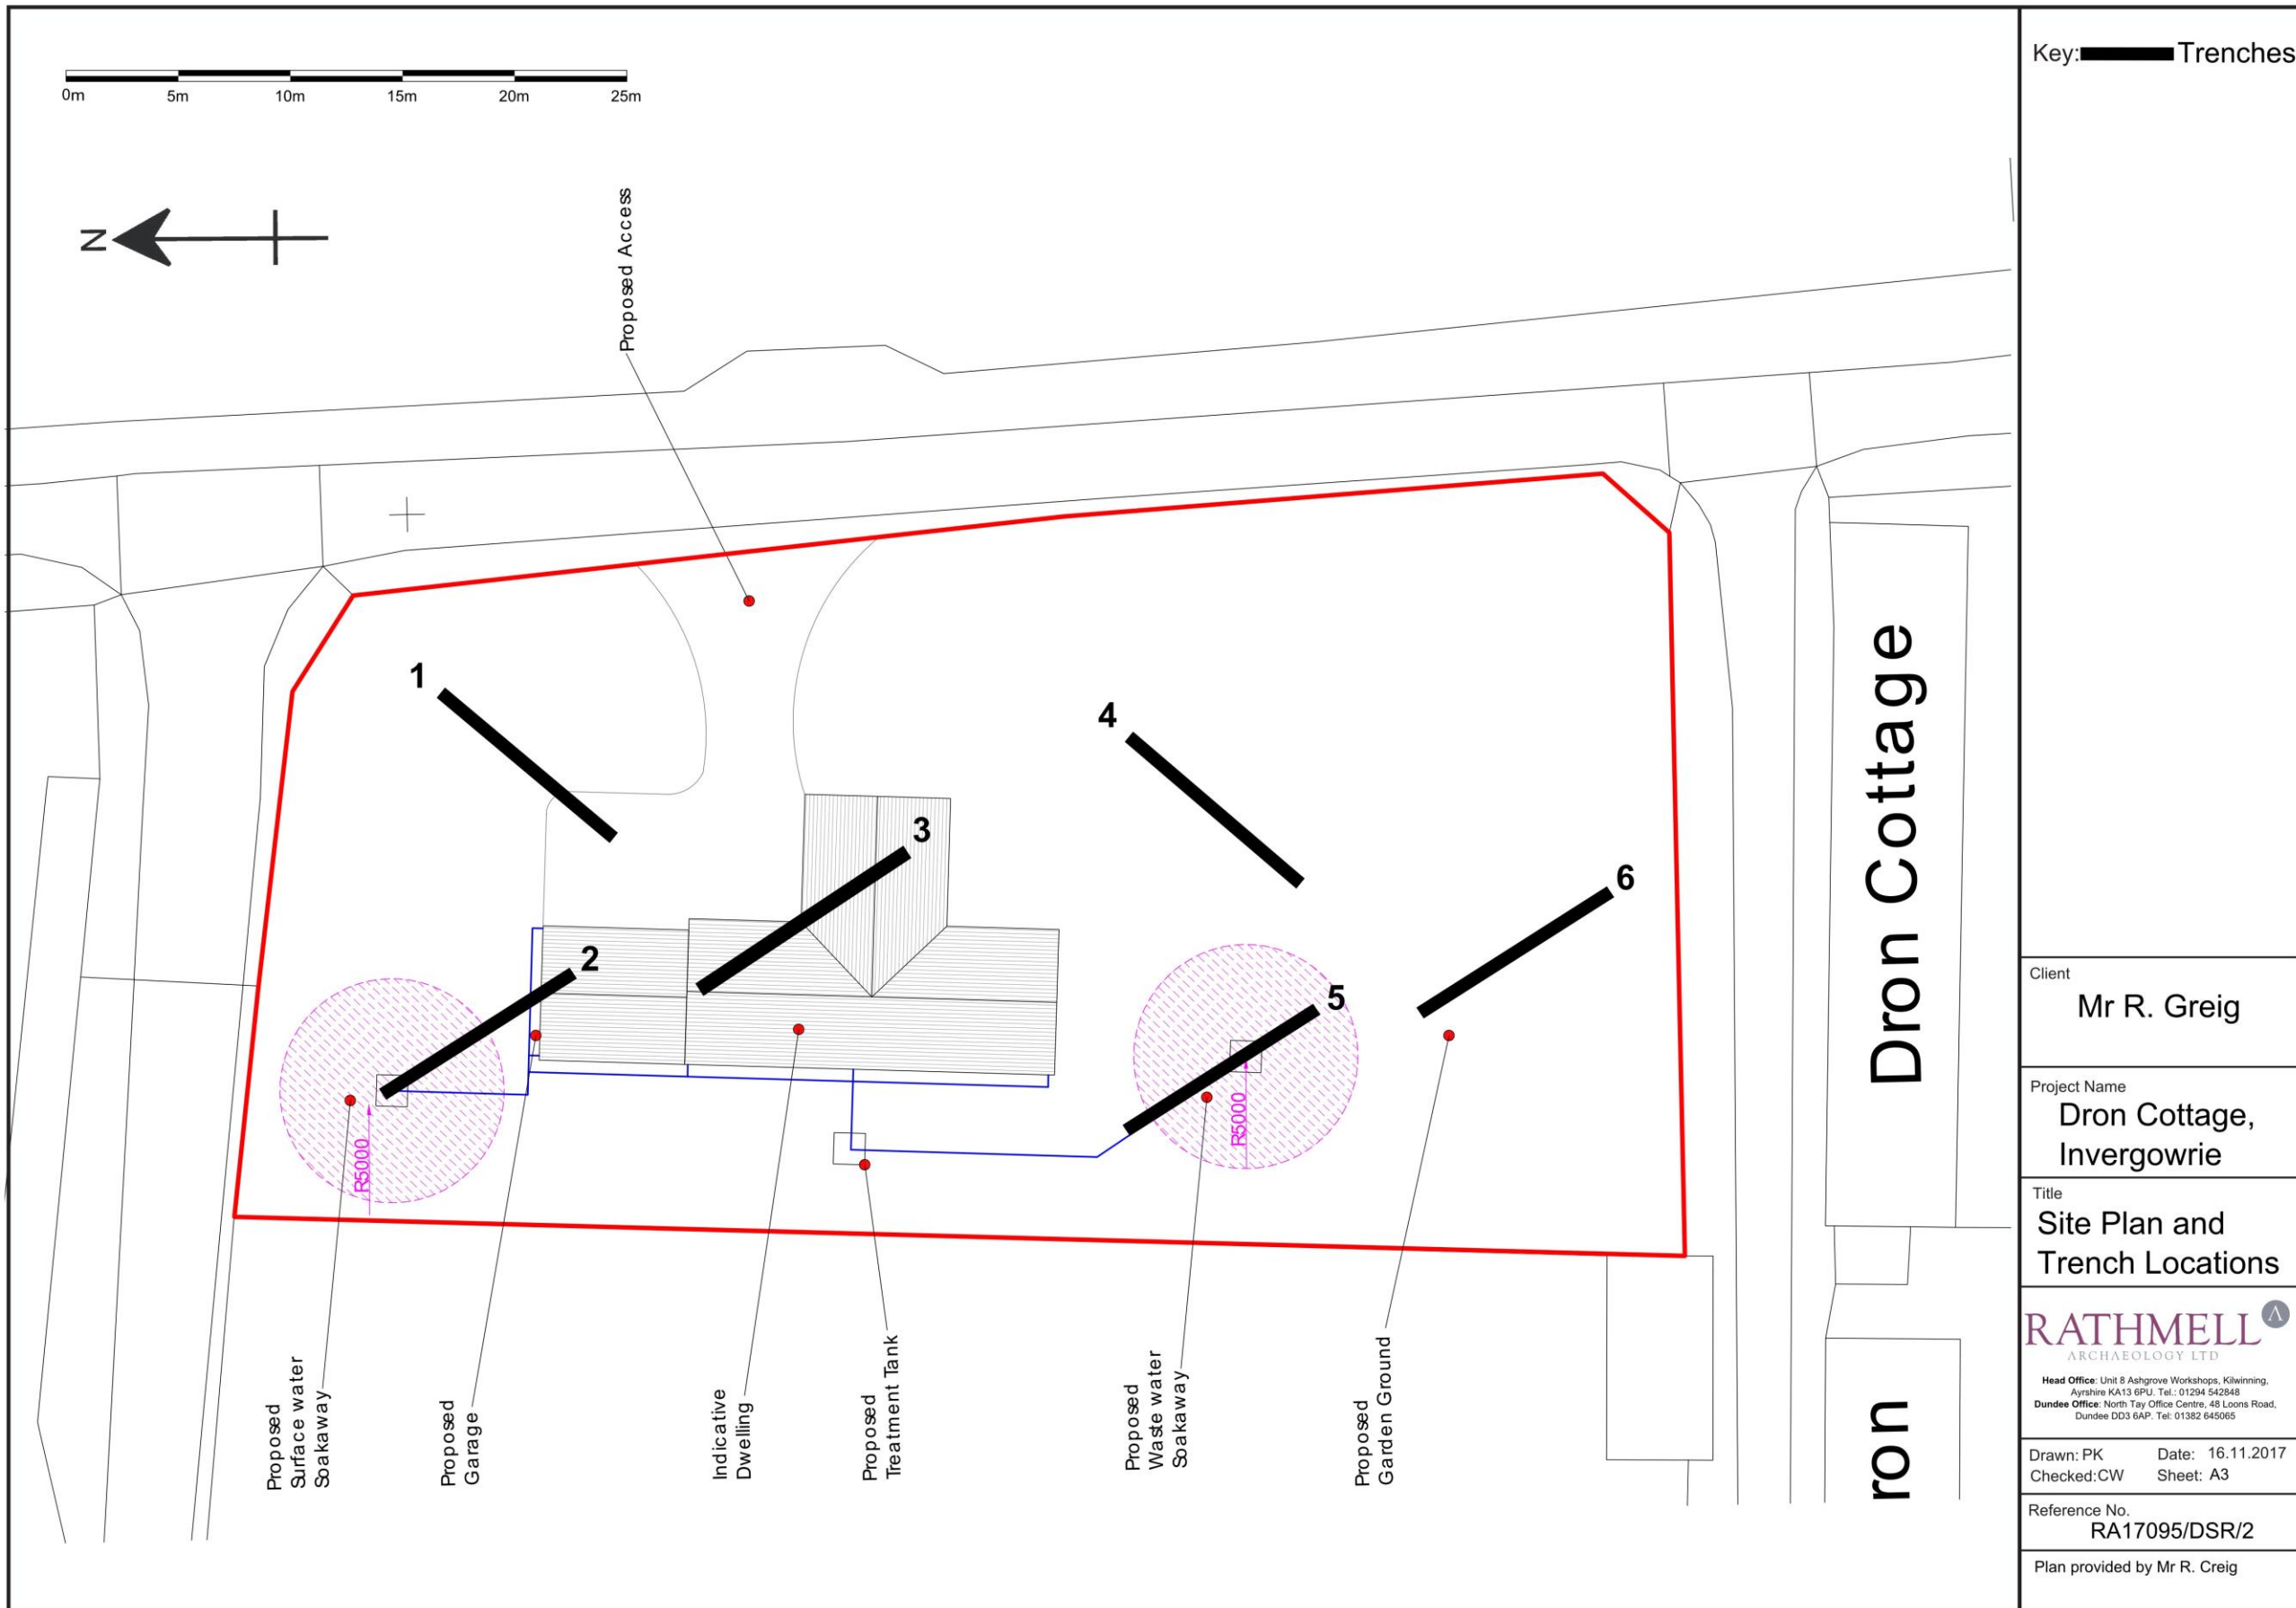 0m 5m 10m 15m 20m 25m
N
Proposed Access
1
2
3
4
5
6
R5000
R5000
Proposed
Surface water
Soakaway
Proposed
Garage
Indicative
Dwelling
Proposed
Treatment Tank
Proposed
Waste water
Soakaway
Proposed
Garden Ground
Dron Cottage
ron
Key: Trenches
Client
Mr R. Greig
Project Name
Dron Cottage,
Invergowrie
Title
Site Plan and
Trench Locations
RATHMELL Λ
ΛRCHΛEOLOGY LTD
Head Office: Unit 8 Ashgrove Workshops, Kilwinning,
Ayrshire KA13 6PU. Tel.: 01294 542848
Dundee Office: North Tay Office Centre, 48 Loons Road,
Dundee DD3 6AP. Tel: 01382 645065
Drawn: PK Date: 16.11.2017
Checked:CW Sheet: A3
Reference No.
RA17095/DSR/2
Plan provided by Mr R. Creig